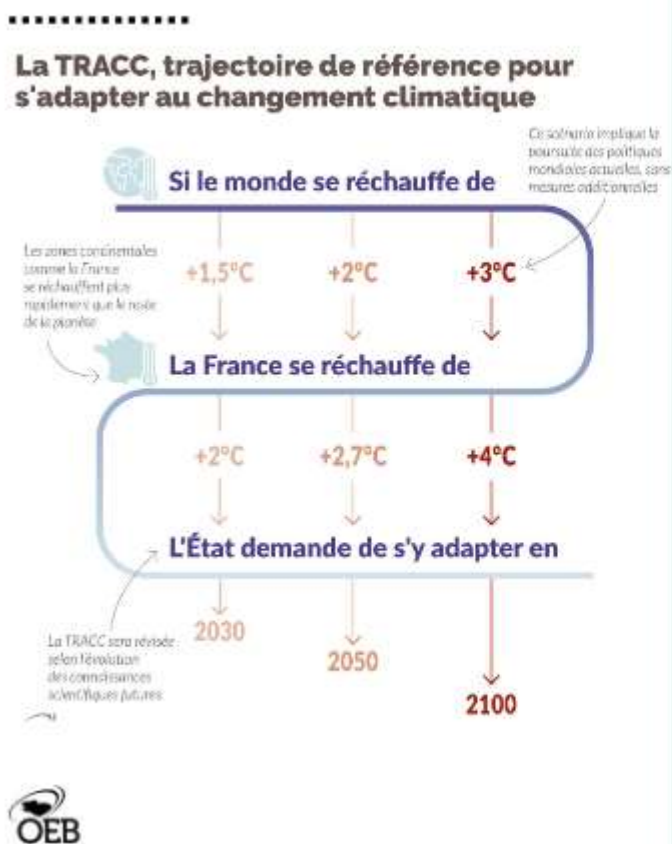 La TRACC, trajectoire de référence pour
s'adapter au changement climatique
Ce scénario implique la
poursuite des politiques
mondiales actuelles, sans
mesures additionnelles
Si le monde se réchauffe de
+1,5°C +2°C +3°C
Les zones continentales
comme la France
se réchauffent plus
rapidement que le reste
de la planète
La France se réchauffe de
+2°C +2,7°C +4°C
L'État demande de s'y adapter en
La TRACC sera révisée
selon l'évolution
des connaissances
scientifiques futures
2030
2050
2100
OEB